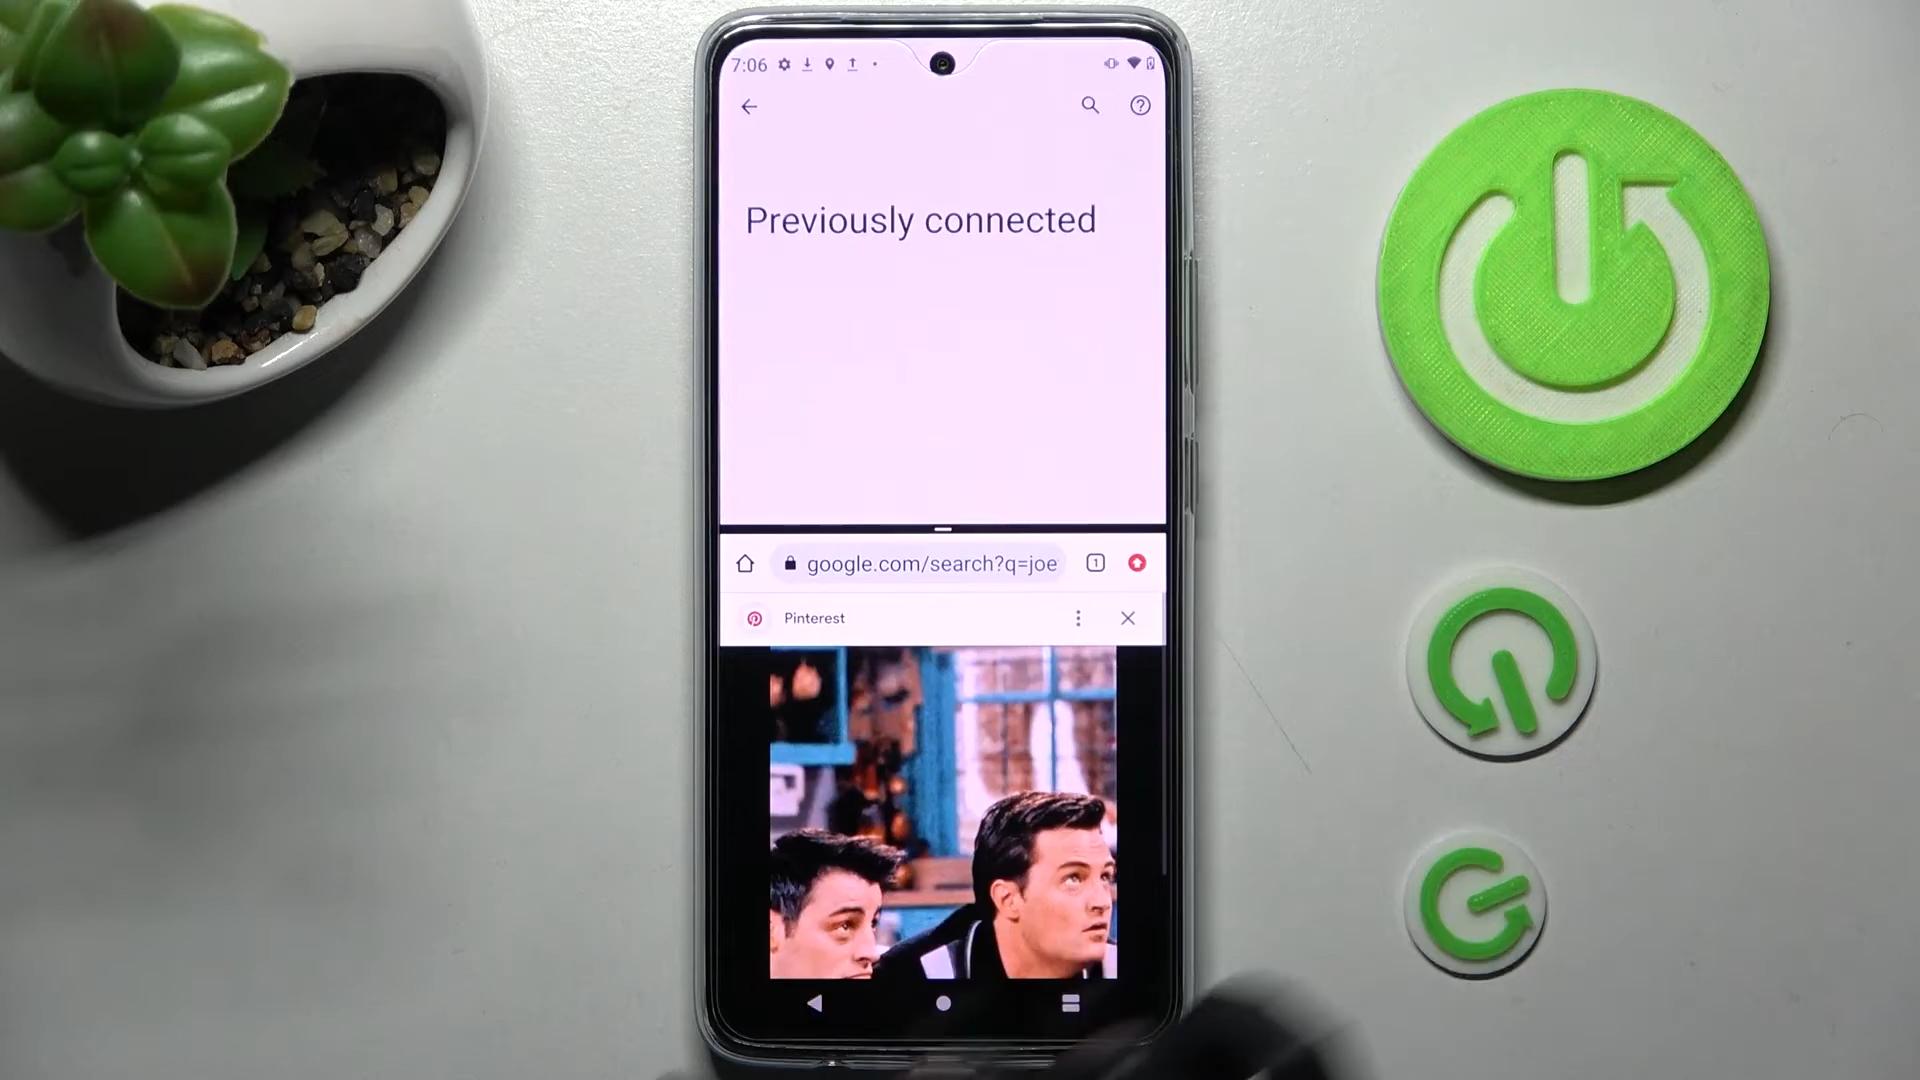 7:06
Previously connected
google.com/search?q=joe
1
Pinterest